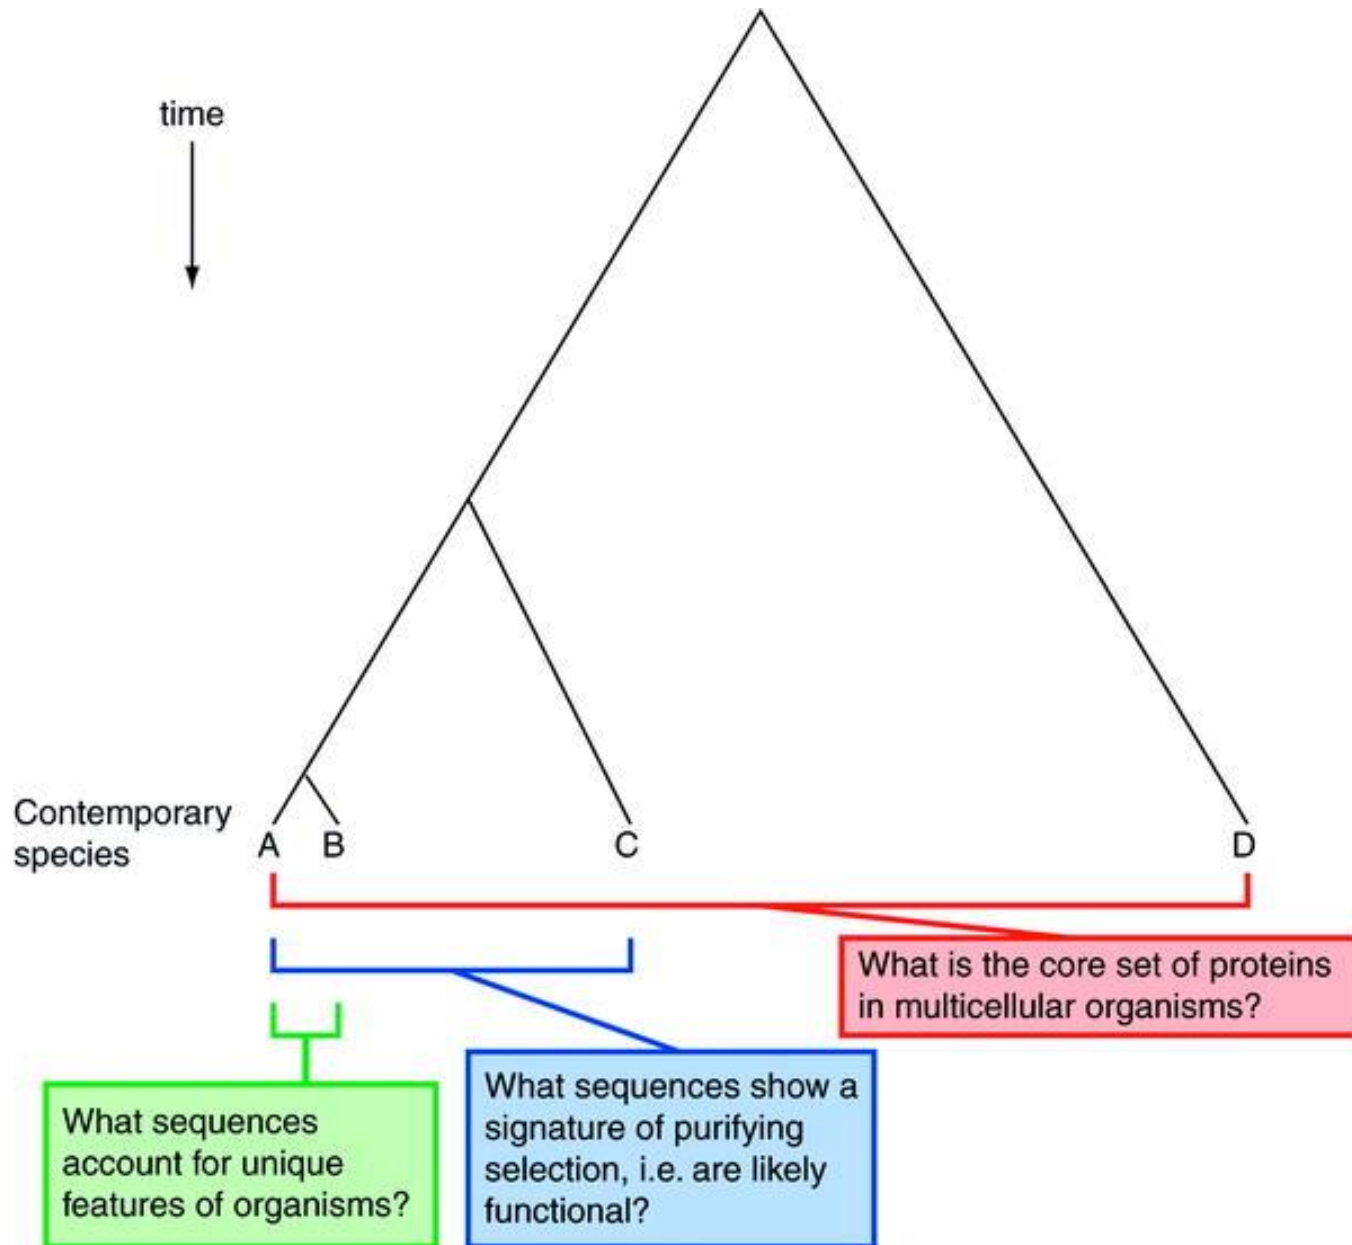 time
Contemporary
species
A B C D
What is the core set of proteins
in multicellular organisms?
What sequences show a
signature of purifying
selection, i.e. are likely
functional?
What sequences
account for unique
features of organisms?